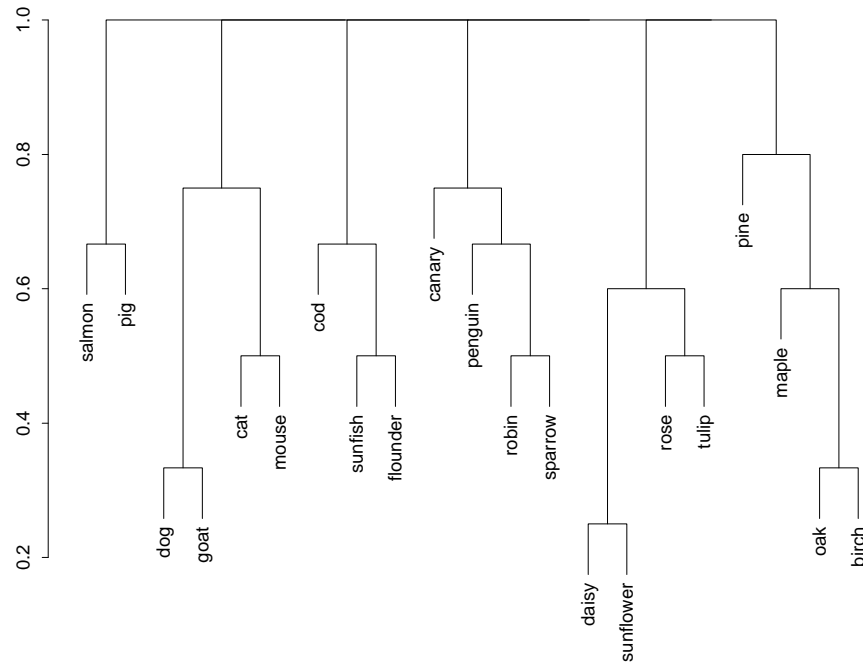 1.0
0.8
0.6
0.4
0.2
salmon
pig
dog
goat
cat
mouse
cod
sunfish
flounder
canary
penguin
robin
sparrow
daisy
sunflower
rose
tulip
pine
maple
oak
birch